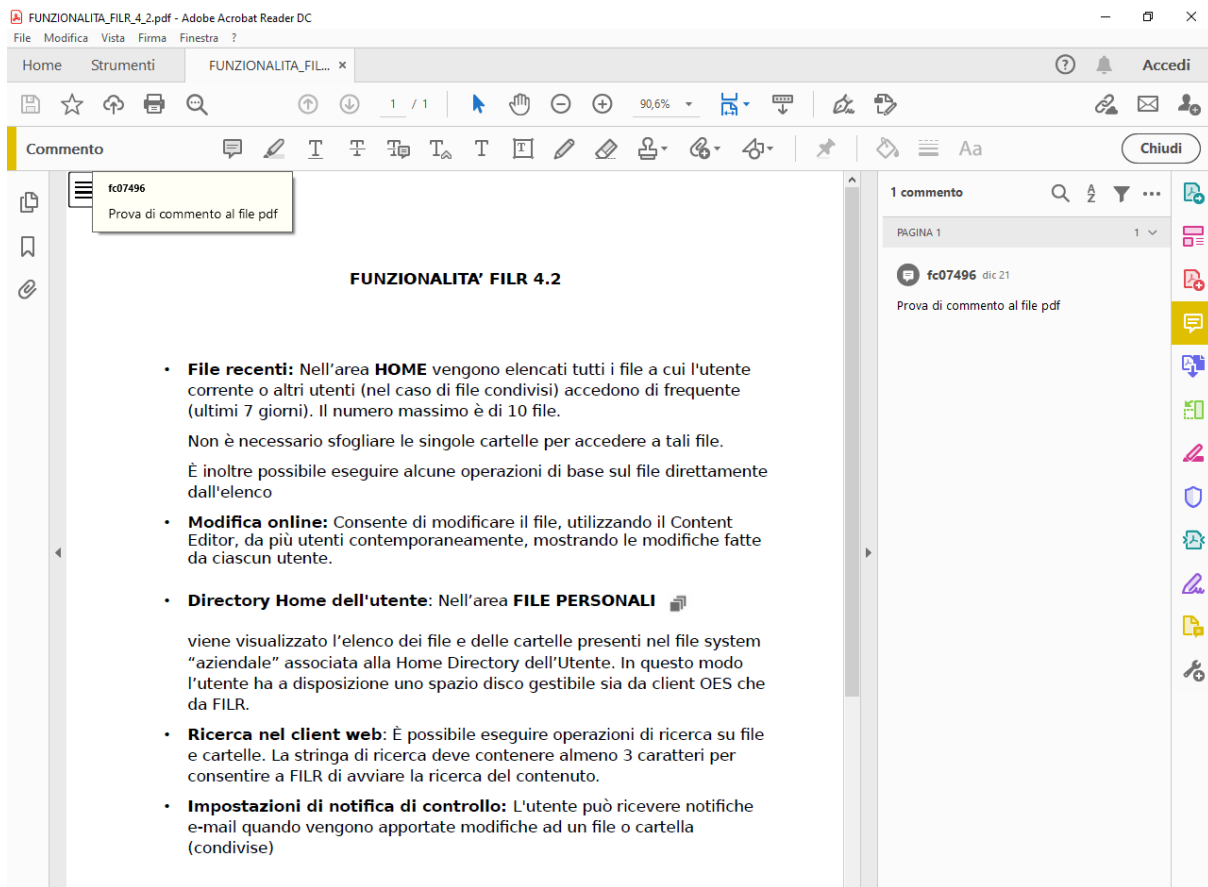 FUNZIONALITA_FILR_4_2.pdf - Adobe Acrobat Reader DC
File Modifica Vista Firma Finestra ?
Home Strumenti FUNZIONALITA_FIL... × Accedi
1 / 1 90,6%
Commento Aa Chiudi
fc07496
Prova di commento al file pdf
1 commento
PAGINA 1 1
fc07496 dic 21
Prova di commento al file pdf
FUNZIONALITA’ FILR 4.2
• File recenti: Nell’area HOME vengono elencati tutti i file a cui l'utente
corrente o altri utenti (nel caso di file condivisi) accedono di frequente
(ultimi 7 giorni). Il numero massimo è di 10 file.
Non è necessario sfogliare le singole cartelle per accedere a tali file.
È inoltre possibile eseguire alcune operazioni di base sul file direttamente
dall'elenco
• Modifica online: Consente di modificare il file, utilizzando il Content
Editor, da più utenti contemporaneamente, mostrando le modifiche fatte
da ciascun utente.
• Directory Home dell'utente: Nell’area FILE PERSONALI
viene visualizzato l’elenco dei file e delle cartelle presenti nel file system
“aziendale” associata alla Home Directory dell’Utente. In questo modo
l’utente ha a disposizione uno spazio disco gestibile sia da client OES che
da FILR.
• Ricerca nel client web: È possibile eseguire operazioni di ricerca su file
e cartelle. La stringa di ricerca deve contenere almeno 3 caratteri per
consentire a FILR di avviare la ricerca del contenuto.
• Impostazioni di notifica di controllo: L'utente può ricevere notifiche
e-mail quando vengono apportate modifiche ad un file o cartella
(condivise)